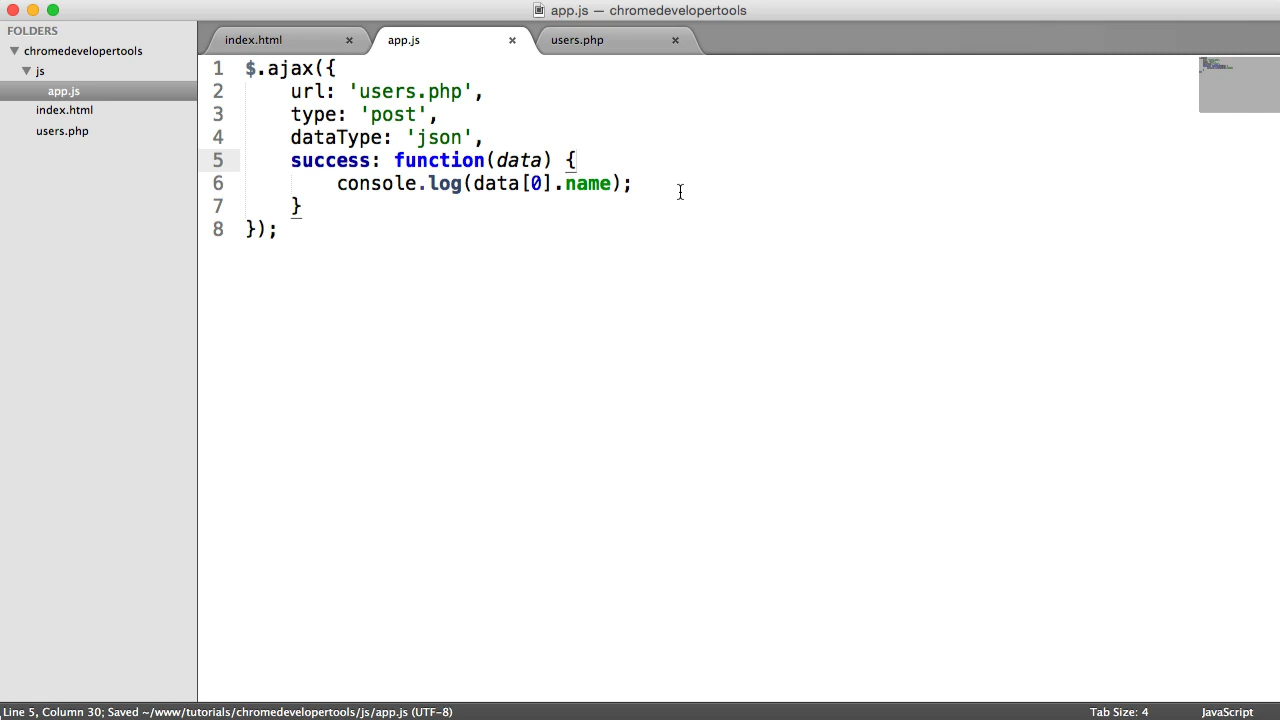 app.js — chromedevelopertools
FOLDERS
chromedevelopertools
js
app.js
index.html
users.php
index.html
app.js
users.php
1 $.ajax({
2 url: 'users.php',
3 type: 'post',
4 dataType: 'json',
5 success: function(data) {
6 console.log(data[0].name);
7 }
8 });
Line 5, Column 30; Saved ~/www/tutorials/chromedevelopertools/js/app.js (UTF-8)
Tab Size: 4
JavaScript